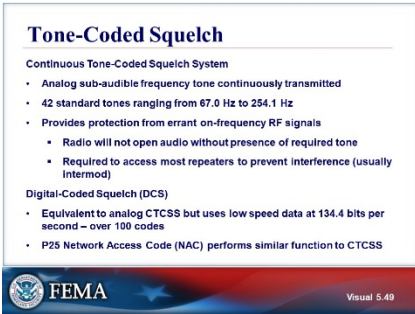 Tone-Coded Squelch
Continuous Tone-Coded Squelch System
• Analog sub-audible frequency tone continuously transmitted
• 42 standard tones ranging from 67.0 Hz to 254.1 Hz
• Provides protection from errant on-frequency RF signals
▪ Radio will not open audio without presence of required tone
▪ Required to access most repeaters to prevent interference (usually
intermod)
Digital-Coded Squelch (DCS)
• Equivalent to analog CTCSS but uses low speed data at 134.4 bits per
second – over 100 codes
• P25 Network Access Code (NAC) performs similar function to CTCSS
FEMA
Visual 5.49